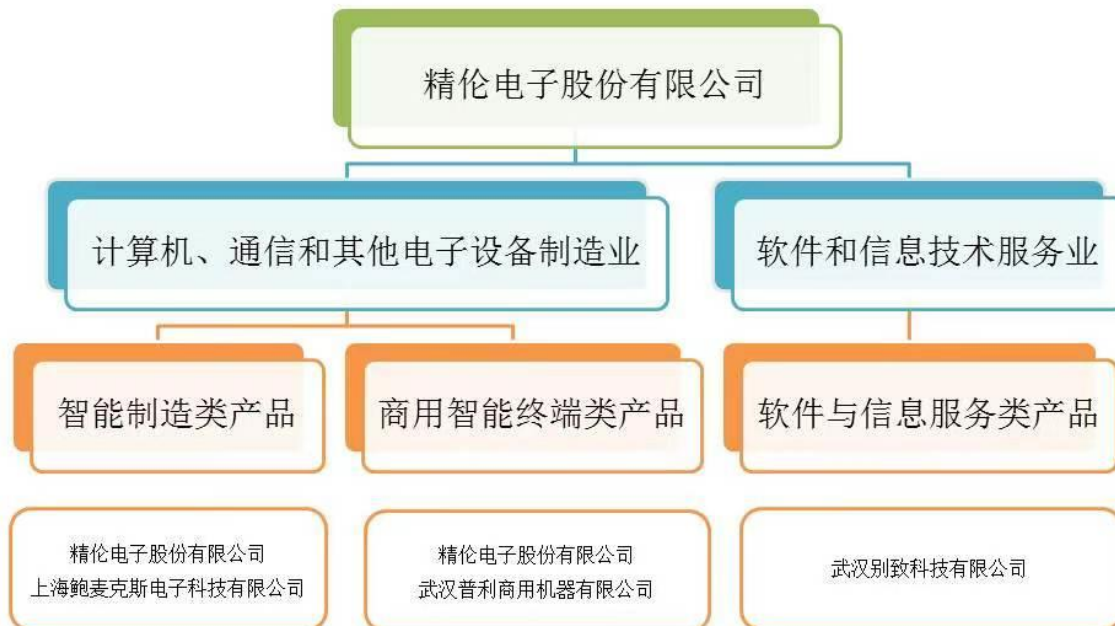 精伦电子股份有限公司
计算机、通信和其他电子设备制造业
软件和信息技术服务业
智能制造类产品
商用智能终端类产品
软件与信息服务类产品
精伦电子股份有限公司
上海鲍麦克斯电子科技有限公司
精伦电子股份有限公司
武汉普利商用机器有限公司
武汉别致科技有限公司